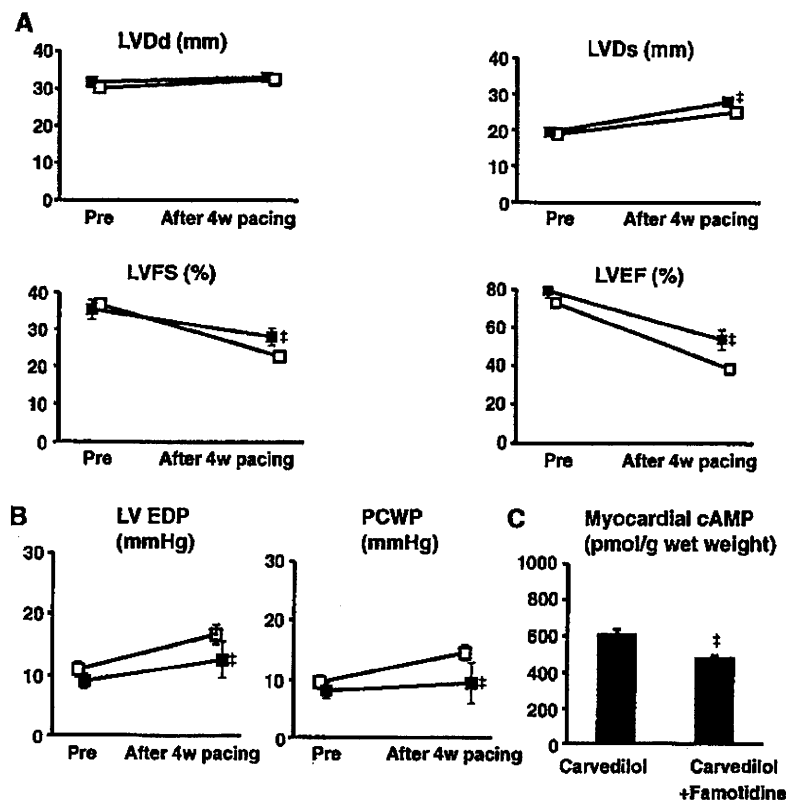 A
LVDd (mm)
40
30
20
10
0
Pre After 4w pacing
LVDs (mm)
40
30
20
10
0
‡
Pre After 4w pacing
LVFS (%)
40
30
20
10
0
‡
Pre After 4w pacing
LVEF (%)
80
60
40
20
0
‡
Pre After 4w pacing
B
LV EDP
(mmHg)
30
20
10
0
‡
Pre After 4w pacing
PCWP
(mmHg)
30
20
10
0
‡
Pre After 4w pacing
C
Myocardial cAMP
(pmol/g wet weight)
1000
800
600
400
200
0
‡
Carvedilol Carvedilol
+Famotidine